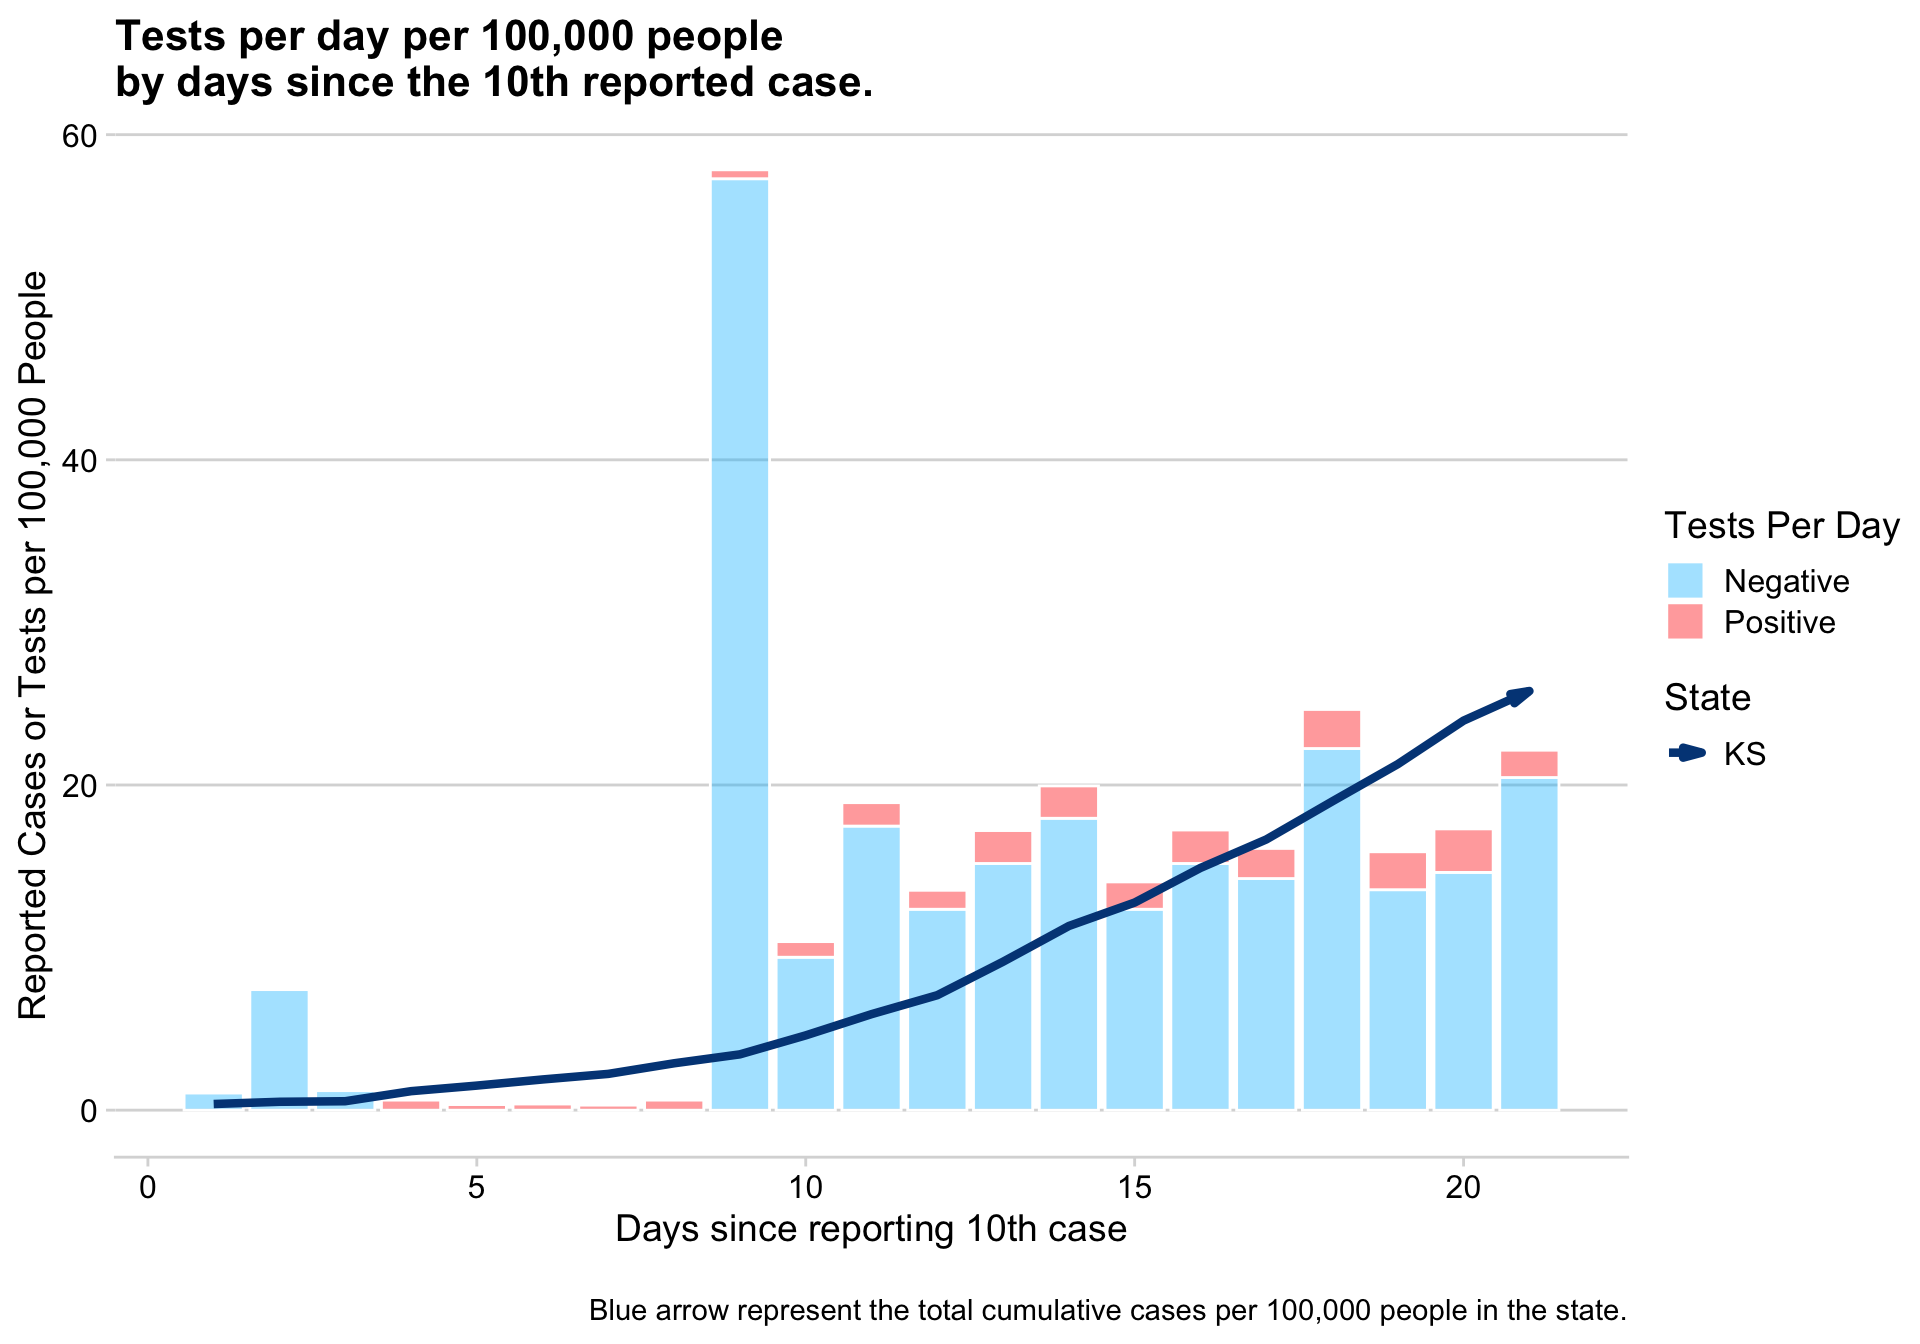 Tests per day per 100,000 people
by days since the 10th reported case.
Reported Cases or Tests per 100,000 People
60
40
20
0
0
5
10
15
20
Days since reporting 10th case
Tests Per Day
Negative
Positive
State
KS
Blue arrow represent the total cumulative cases per 100,000 people in the state.